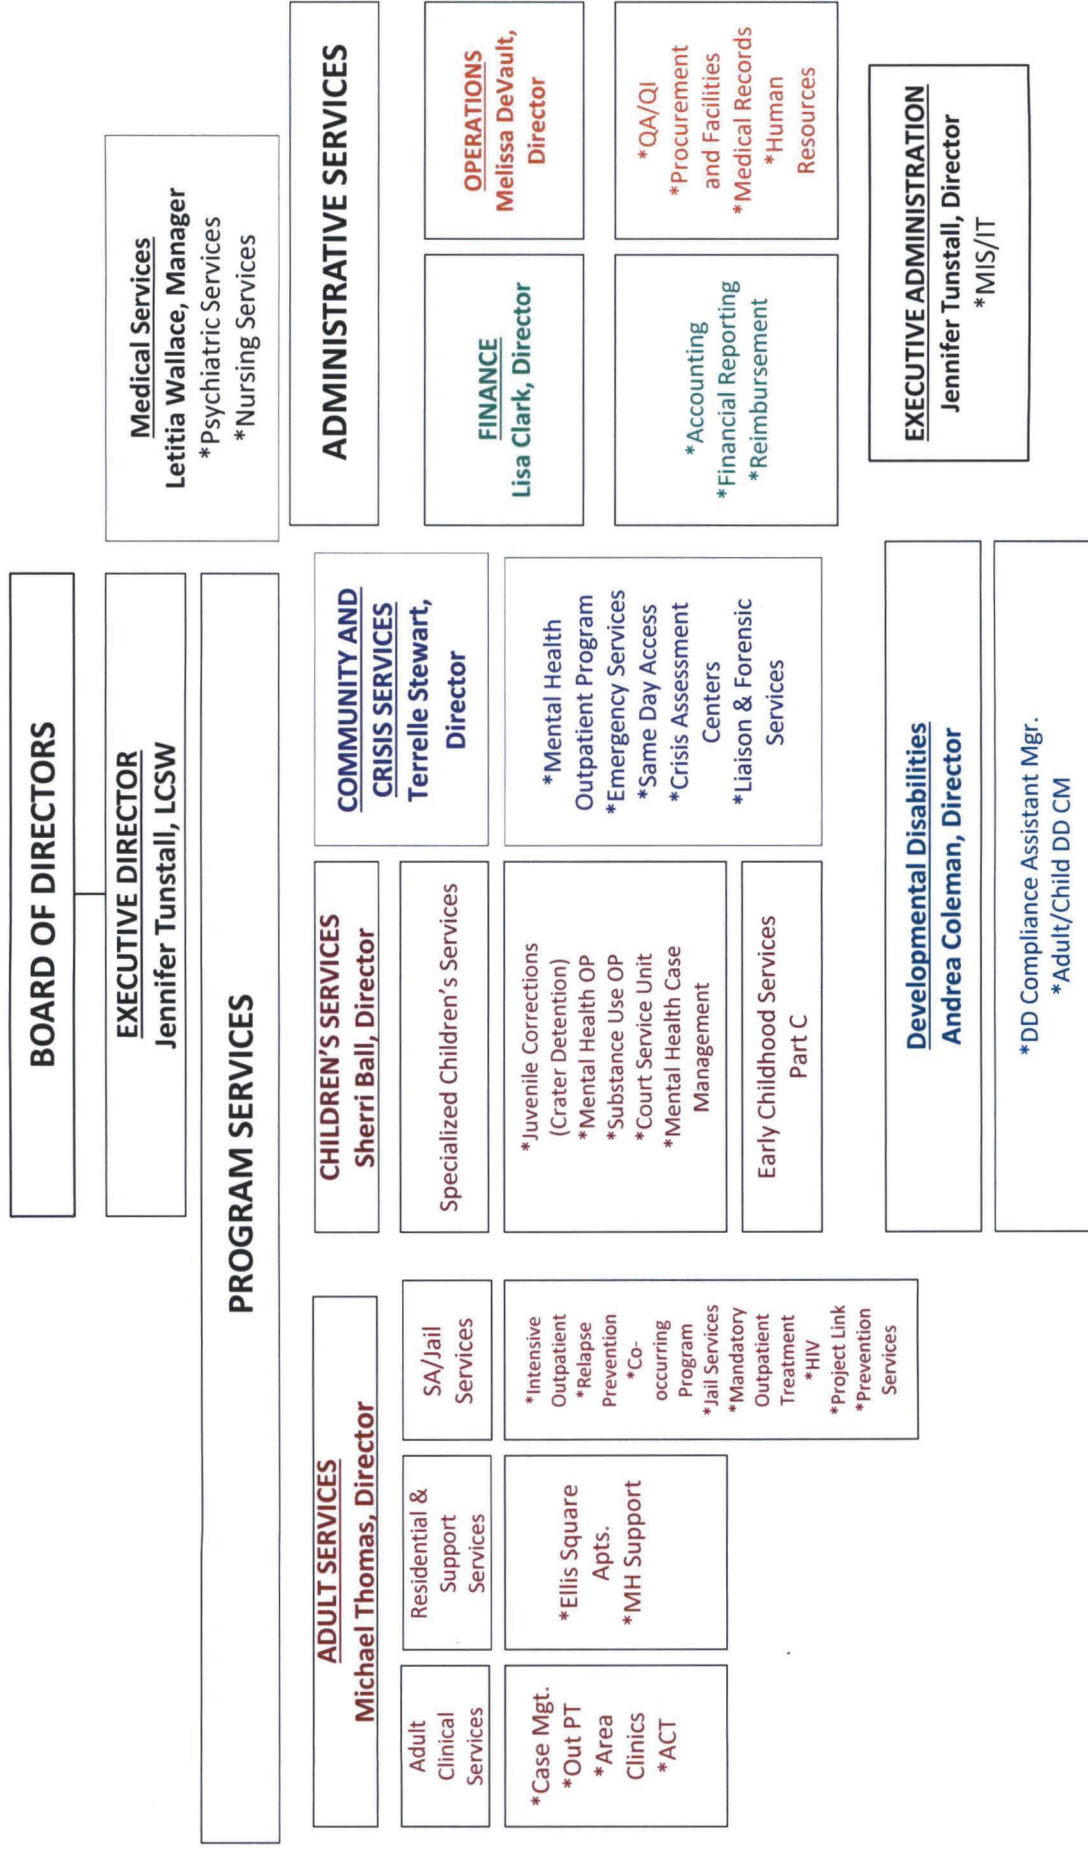 BOARD OF DIRECTORS
EXECUTIVE DIRECTOR
Jennifer Tunstall, LCSW
Medical Services
Letitia Wallace, Manager
*Psychiatric Services
*Nursing Services
PROGRAM SERVICES
ADMINISTRATIVE SERVICES
ADULT SERVICES
Michael Thomas, Director
Adult
Clinical
Services
*Case Mgt.
*Out PT
*Area
Clinics
*ACT
Residential &
Support
Services
*Ellis Square
Apts.
*MH Support
SA/Jail
Services
*Intensive
Outpatient
*Relapse
Prevention
*Co-
occurring
Program
*Jail Services
*Mandatory
Outpatient
Treatment
*HIV
*Project Link
*Prevention
Services
CHILDREN'S SERVICES
Sherri Ball, Director
Specialized Children's Services
*Juvenile Corrections
(Crater Detention)
*Mental Health OP
*Substance Use OP
*Court Service Unit
*Mental Health Case
Management
Early Childhood Services
Part C
COMMUNITY AND
CRISIS SERVICES
Terrelle Stewart,
Director
*Mental Health
Outpatient Program
*Emergency Services
*Same Day Access
*Crisis Assessment
Centers
*Liaison & Forensic
Services
FINANCE
Lisa Clark, Director
*Accounting
*Financial Reporting
*Reimbursement
OPERATIONS
Melissa DeVault,
Director
*QA/QI
*Procurement
and Facilities
*Medical Records
*Human
Resources
Developmental Disabilities
Andrea Coleman, Director
*DD Compliance Assistant Mgr.
*Adult/Child DD CM
EXECUTIVE ADMINISTRATION
Jennifer Tunstall, Director
*MIS/IT